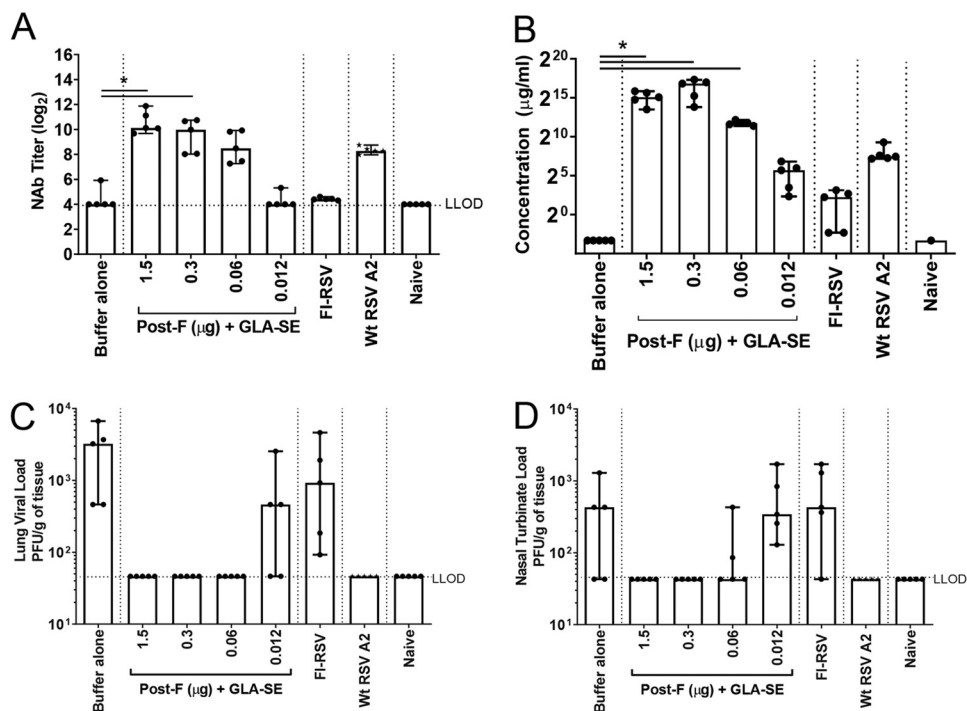 A
NAb Titer (log2)
16
14
12
10
8
6
4
2
0
*
LLOD
Buffer alone
1.5
0.3
0.06
0.012
FI-RSV
Wt RSV A2
Naive
Post-F (μg) + GLA-SE
B
Concentration (μg/ml)
2^20
2^15
2^10
2^5
2^0
*
Buffer alone
1.5
0.3
0.06
0.012
FI-RSV
Wt RSV A2
Naive
Post-F (μg) + GLA-SE
C
Lung Viral Load
PFU/g of tissue
10^4
10^3
10^2
10^1
LLOD
Buffer alone
1.5
0.3
0.06
0.012
FI-RSV
Wt RSV A2
Naive
Post-F (μg) + GLA-SE
D
Nasal Turbinate Load
PFU/g of tissue
10^4
10^3
10^2
10^1
LLOD
Buffer alone
1.5
0.3
0.06
0.012
FI-RSV
Wt RSV A2
Naive
Post-F (μg) + GLA-SE